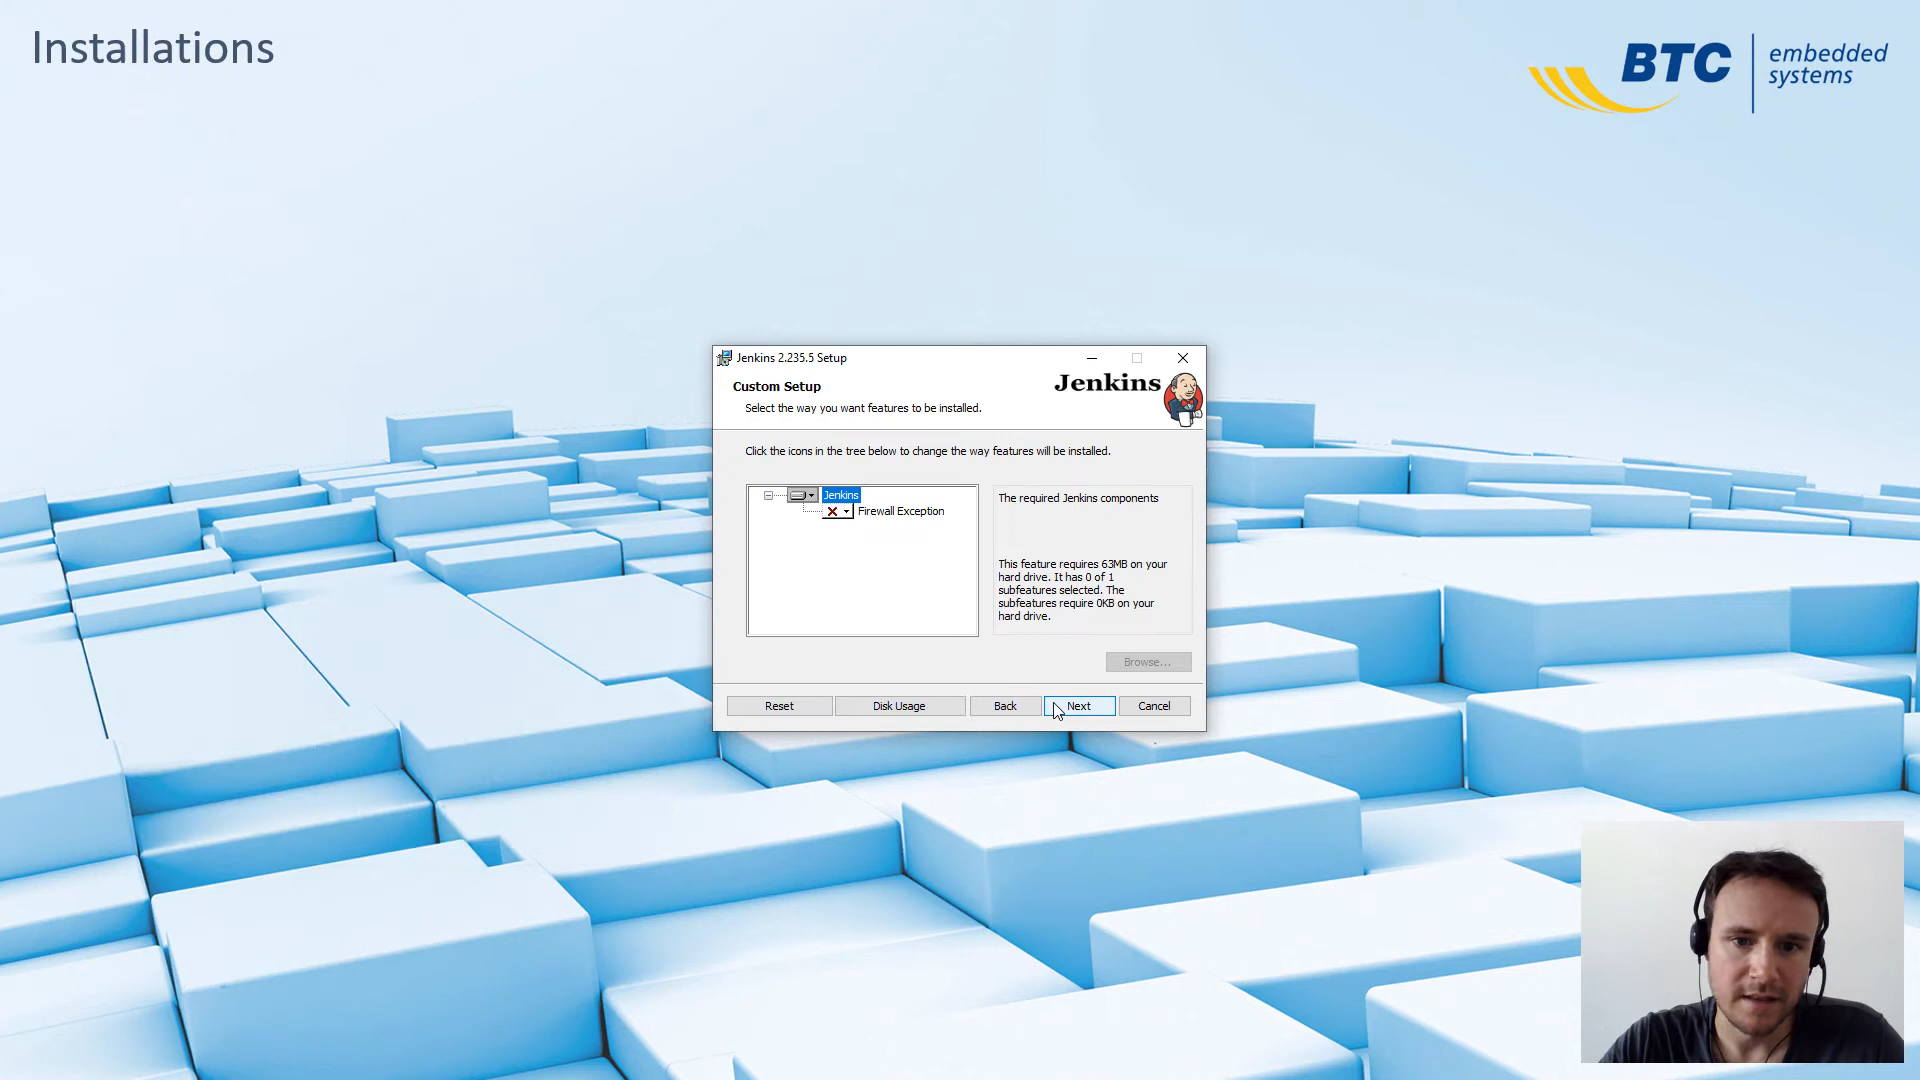 Installations
BTC
embedded
systems
Jenkins 2.235.5 Setup
Custom Setup
Select the way you want features to be installed.
Jenkins
Click the icons in the tree below to change the way features will be installed.
Jenkins
Firewall Exception
The required Jenkins components
This feature requires 63MB on your
hard drive. It has 0 of 1
subfeatures selected. The
subfeatures require 0KB on your
hard drive.
Browse...
Reset
Disk Usage
Back
Next
Cancel